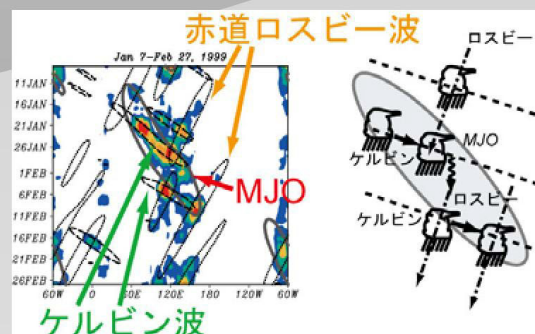 赤道ロスビー波
Jan 7-Feb 27, 1999
11JAN
16JAN
21JAN
26JAN
1FEB
6FEB
11FEB
16FEB
21FEB
26FEB
60W 0 60E 120E 180 120W 60W
MJO
ケルビン波
ロスビー
MJO
ケルビン
ロスビー
ケルビン